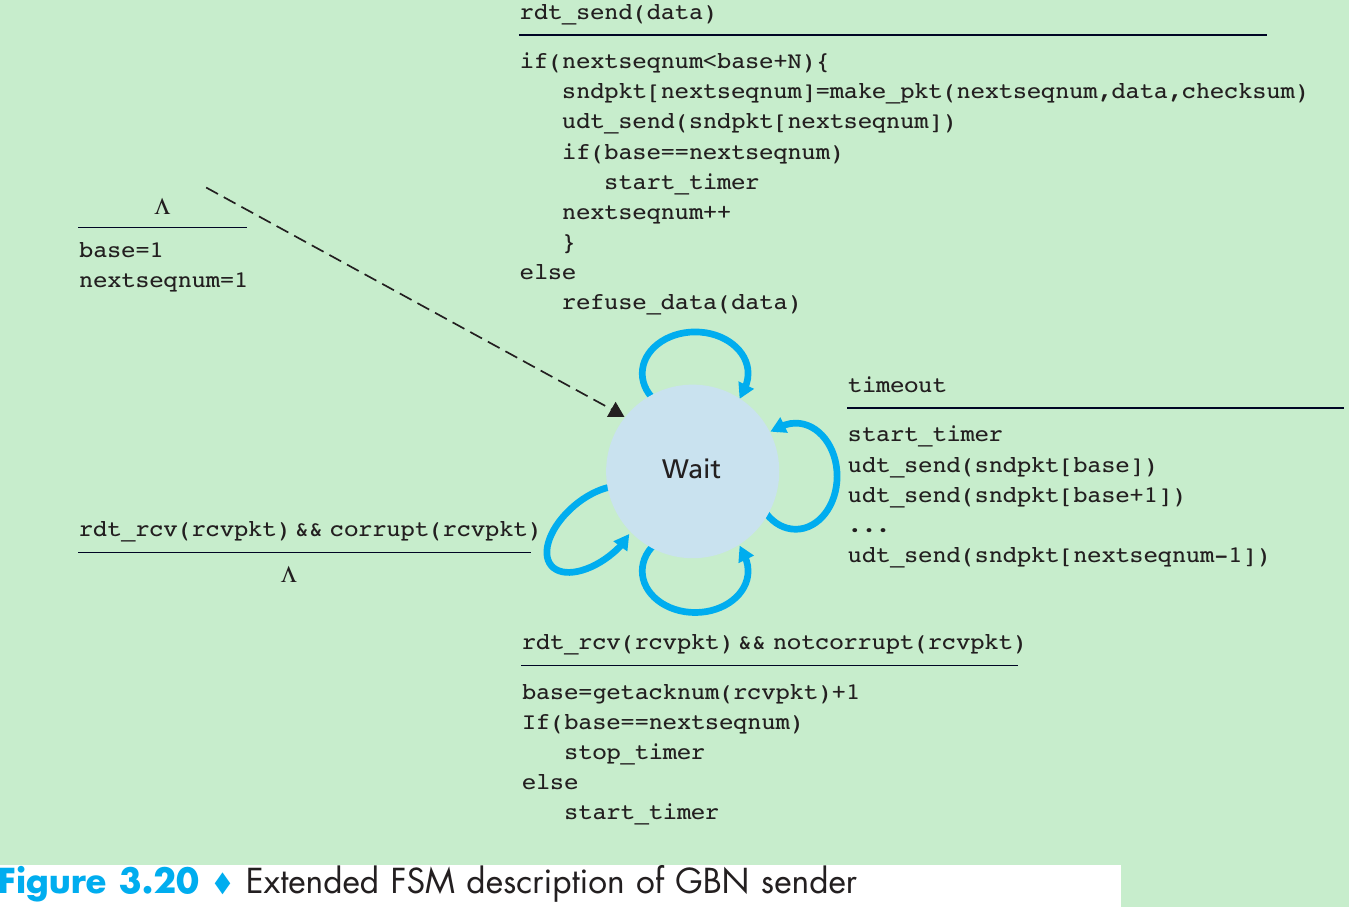 rdt_send(data)
if(nextseqnum<base+N){
sndpkt[nextseqnum]=make_pkt(nextseqnum,data,checksum)
udt_send(sndpkt[nextseqnum])
if(base==nextseqnum)
start_timer
nextseqnum++
}
else
refuse_data(data)
Λ
base=1
nextseqnum=1
timeout
start_timer
udt_send(sndpkt[base])
udt_send(sndpkt[base+1])
...
udt_send(sndpkt[nextseqnum-1])
Wait
rdt_rcv(rcvpkt) && corrupt(rcvpkt)
Λ
rdt_rcv(rcvpkt) && notcorrupt(rcvpkt)
base=getacknum(rcvpkt)+1
If(base==nextseqnum)
stop_timer
else
start_timer
Figure 3.20 ♦ Extended FSM description of GBN sender